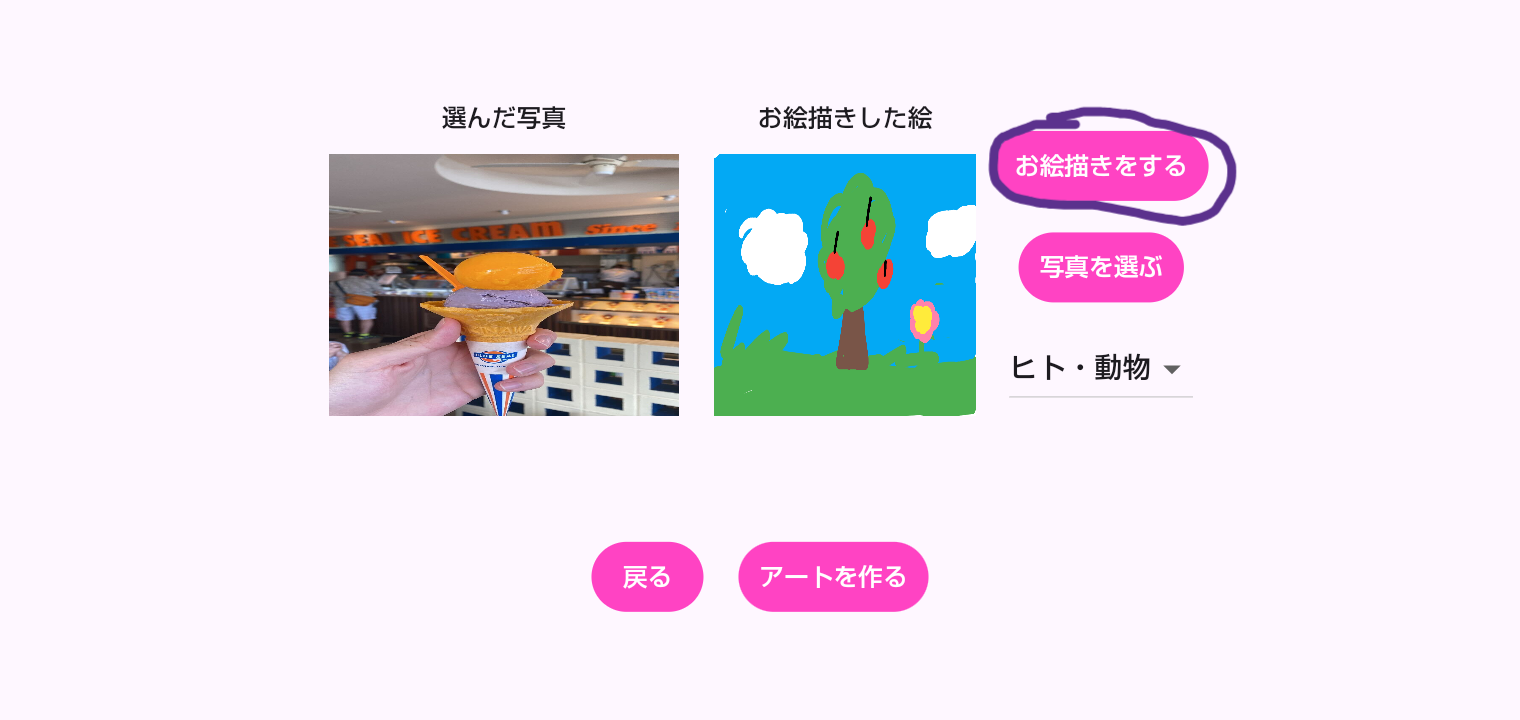 選んだ写真
お絵描きした絵
お絵描きをする
写真を選ぶ
ヒト・動物
SEAL ICE CREAM Since
BLUE SEAL
戻る
アートを作る